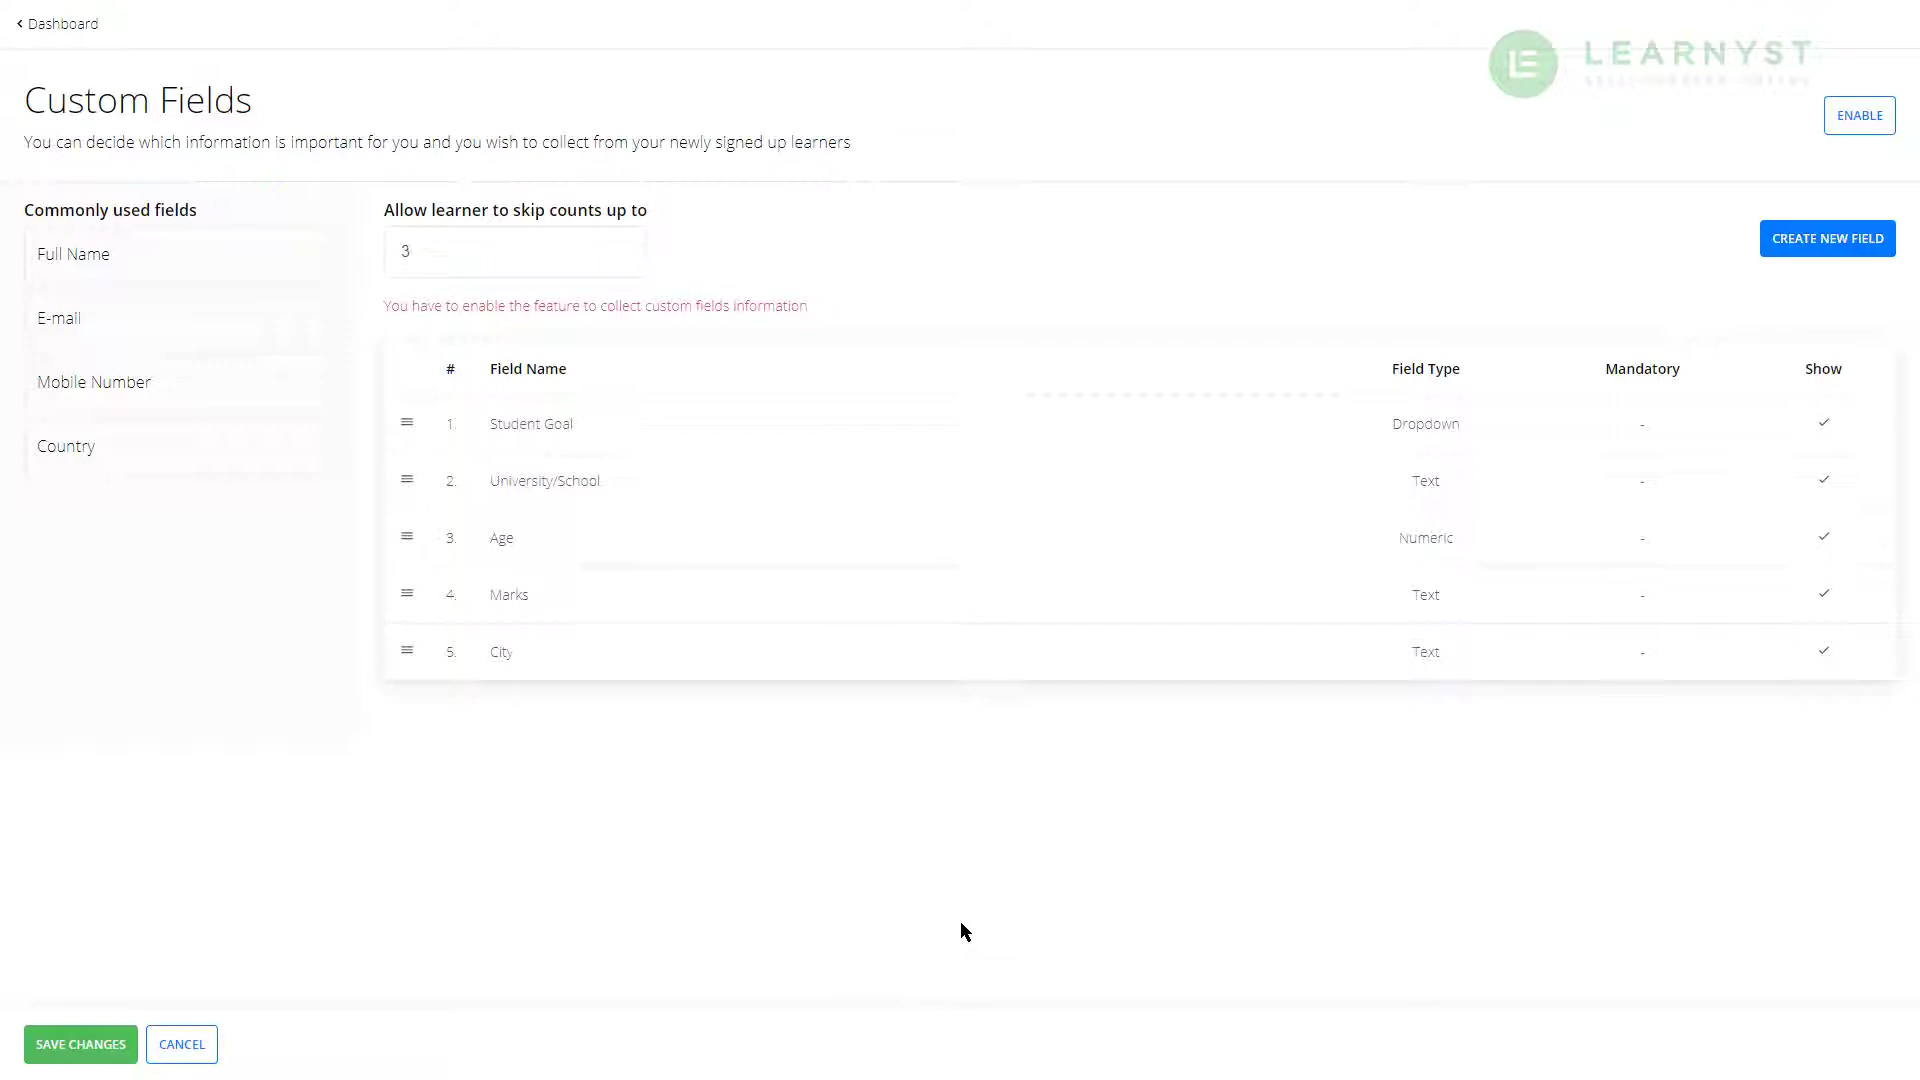 Dashboard
LEARNYST
Custom Fields
You can decide which information is important for you and you wish to collect from your newly signed up learners
ENABLE
Commonly used fields
Full Name
E-mail
Mobile Number
Country
Allow learner to skip counts up to
3
CREATE NEW FIELD
You have to enable the feature to collect custom fields information
# Field Name Field Type Mandatory Show
1. Student Goal Dropdown -
2. University/School Text -
3. Age Numeric -
4. Marks Text -
5. City Text -
SAVE CHANGES CANCEL